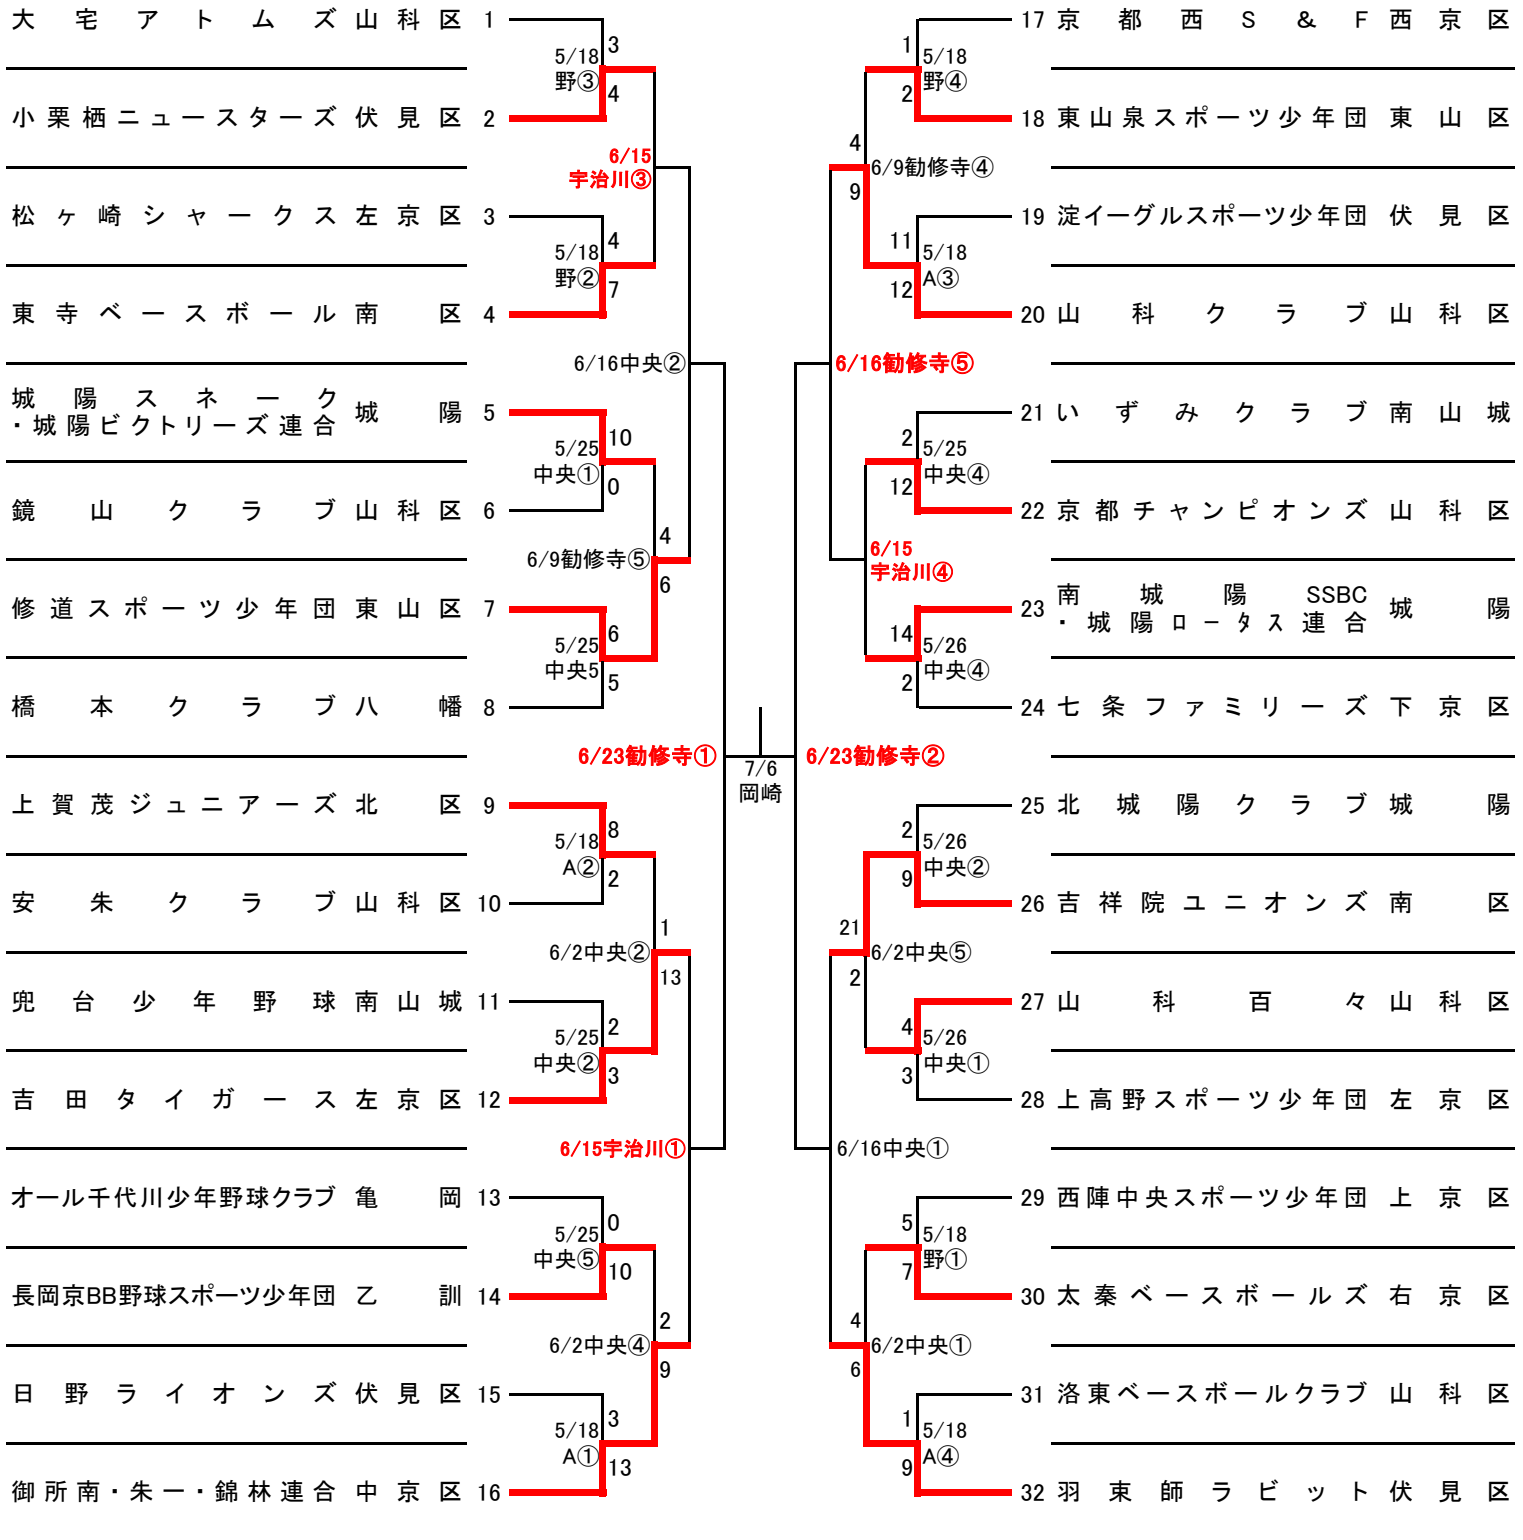 大宅アトムズ 山科区 1
3
5/18
野③
4
小栗栖ニュースターズ 伏見区 2
6/15
宇治川③
松ヶ崎シャークス 左京区 3
4
5/18
野②
7
東寺ベースボール 南区 4
6/16中央②
城陽スネーク
・城陽ビクトリーズ連合 城陽 5
10
5/25
中央①
0
鏡山クラブ 山科区 6
4
6/9勧修寺⑤
6
修道スポーツ少年団 東山区 7
6
5/25
中央5
5
橋本クラブ 八幡 8
6/23勧修寺①
上賀茂ジュニアーズ 北区 9
8
5/18
A②
2
安朱クラブ 山科区 10
1
6/2中央②
13
兜台少年野球 南山城 11
2
5/25
中央②
3
吉田タイガース 左京区 12
6/15宇治川①
オール千代川少年野球クラブ 亀岡 13
0
5/25
中央⑤
10
長岡京BB野球スポーツ少年団 乙訓 14
2
6/2中央④
9
日野ライオンズ 伏見区 15
3
5/18
A①
13
御所南・朱一・錦林連合 中京区 16
7/6
岡崎
17 京都西S&F 西京区
1
5/18
野④
2
18 東山泉スポーツ少年団 東山区
4
6/9勧修寺④
9
19 淀イーグルスポーツ少年団 伏見区
11
5/18
A③
12
20 山科クラブ 山科区
6/16勧修寺⑤
21 いずみクラブ 南山城
2
5/25
中央④
12
22 京都チャンピオンズ 山科区
6/15
宇治川④
23 南城陽SSBC
・城陽ロータス連合 城陽
14
5/26
中央④
2
24 七条ファミリーズ 下京区
6/23勧修寺②
25 北城陽クラブ 城陽
2
5/26
中央②
9
26 吉祥院ユニオンズ 南区
21
6/2中央⑤
2
27 山科百々 山科区
4
5/26
中央①
3
28 上高野スポーツ少年団 左京区
6/16中央①
29 西陣中央スポーツ少年団 上京区
5
5/18
野①
7
30 太秦ベースボールズ 右京区
4
6/2中央①
6
31 洛東ベースボールクラブ 山科区
1
5/18
A④
9
32 羽束師ラビット 伏見区